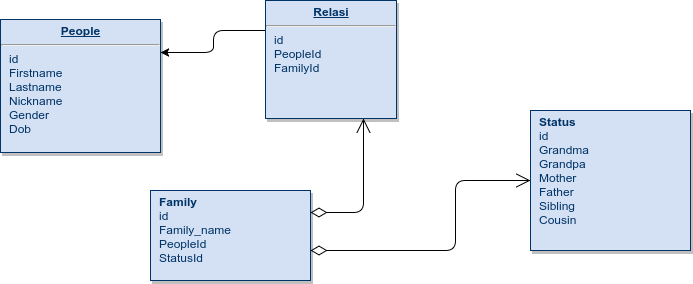 People
id
Firstname
Lastname
Nickname
Gender
Dob
Relasi
id
PeopleId
FamilyId
Family
id
Family_name
PeopleId
StatusId
Status
id
Grandma
Grandpa
Mother
Father
Sibling
Cousin